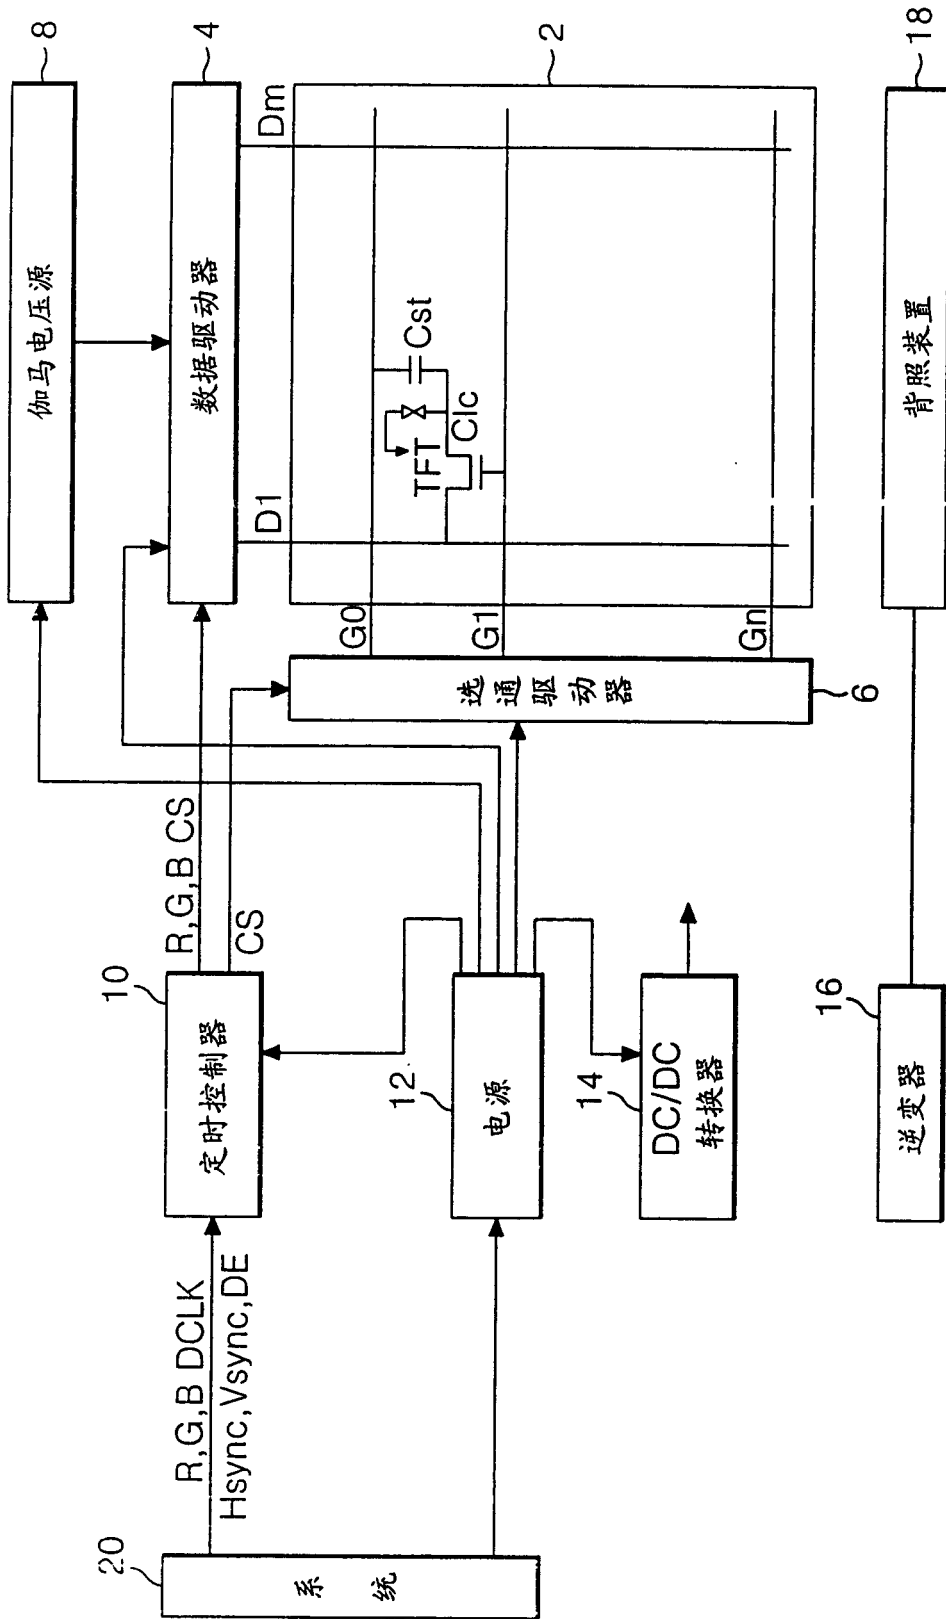 8
伽马电压源
4
数据驱动器
D1
Dm
2
G0
G1
Gn
TFT
Clc
Cst
选通驱动器
6
R,G,B CS
CS
10
定时控制器
12
电源
14
DC/DC
转换器
R,G,B DCLK
Hsync,Vsync,DE
20
系统
16
逆变器
18
背照装置